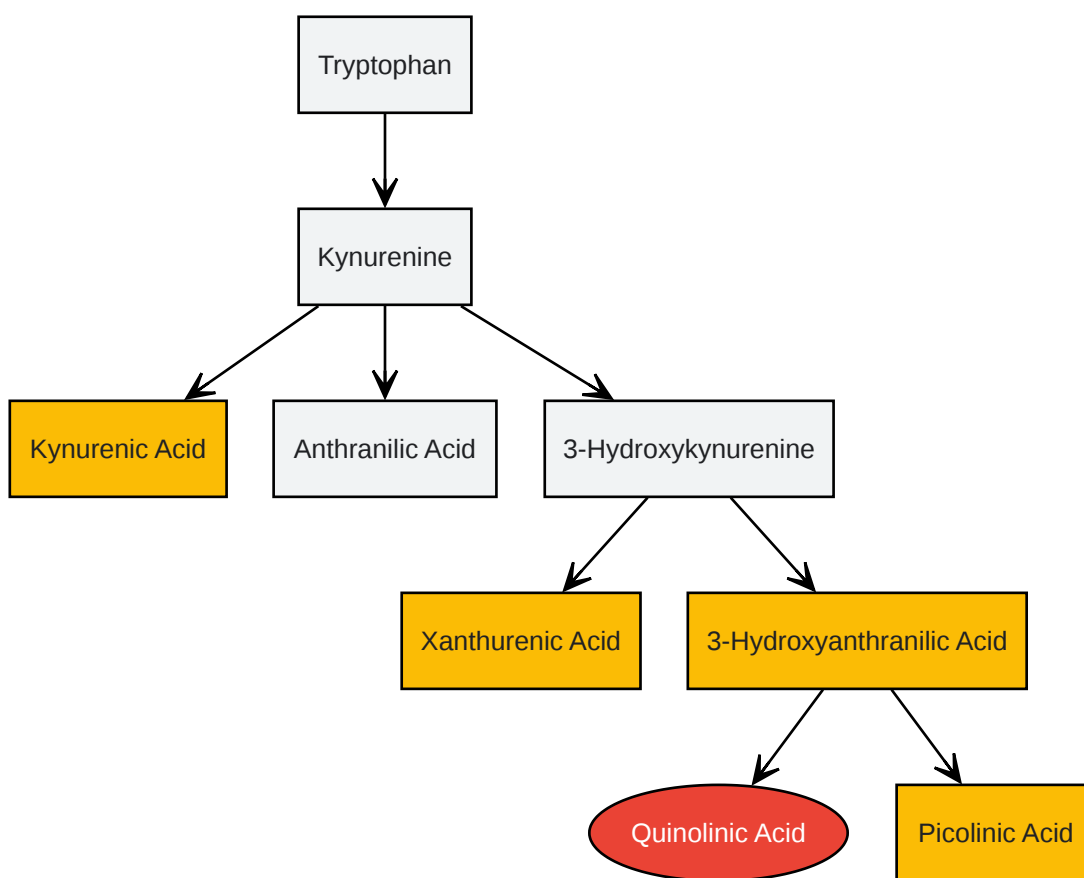 Tryptophan
Kynurenine
Kynurenic Acid
Anthranilic Acid
3-Hydroxykynurenine
Xanthurenic Acid
3-Hydroxyanthranilic Acid
Quinolinic Acid
Picolinic Acid